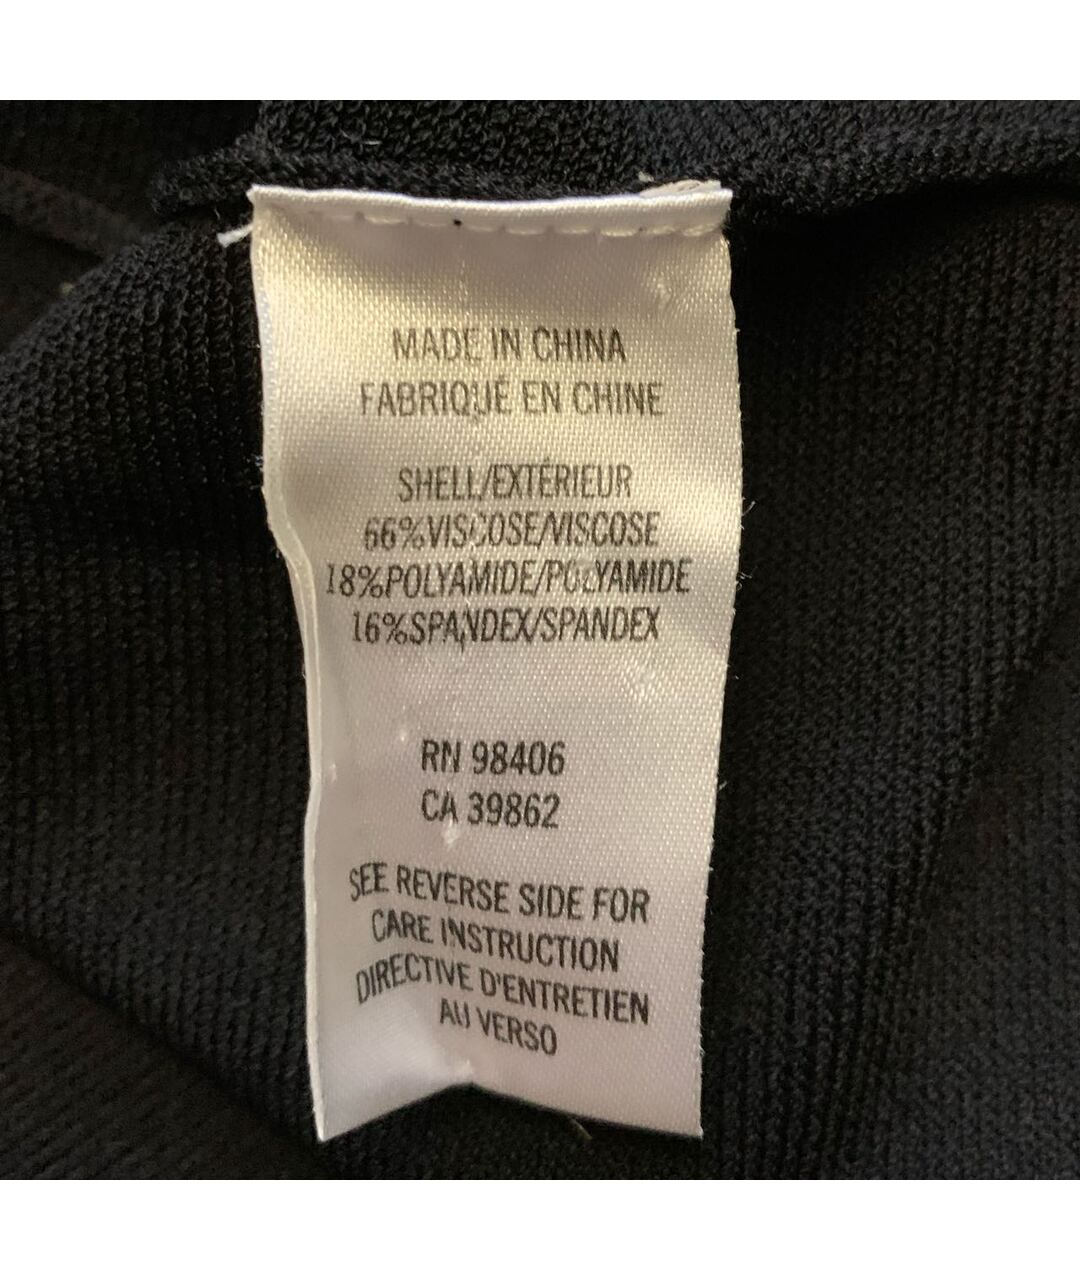 MADE IN CHINA
FABRIQUÉ EN CHINE
SHELL/EXTÉRIEUR
66%VISCOSE/VISCOSE
18%POLYAMIDE/POLYAMIDE
16%SPANDEX/SPANDEX
RN 98406
CA 39862
SEE REVERSE SIDE FOR
CARE INSTRUCTION
DIRECTIVE D'ENTRETIEN
AU VERSO